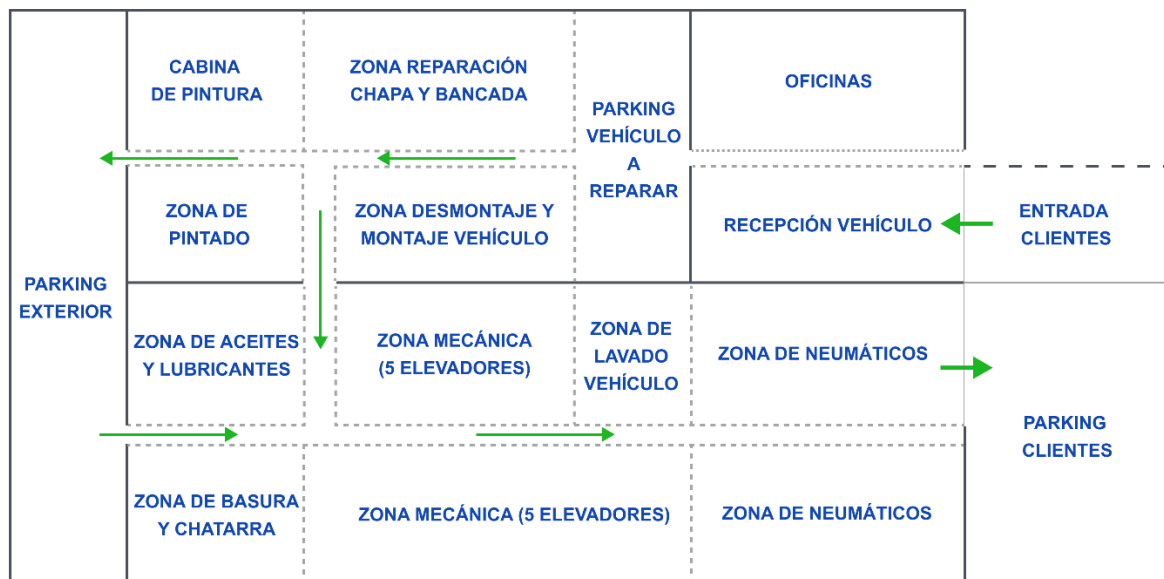 CABINA
DE PINTURA
ZONA REPARACIÓN
CHAPA Y BANCADA
PARKING
VEHÍCULO
A
REPARAR
OFICINAS
ZONA DE
PINTADO
ZONA DESMONTAJE Y
MONTAJE VEHÍCULO
RECEPCIÓN VEHÍCULO
ENTRADA
CLIENTES
PARKING
EXTERIOR
ZONA DE ACEITES
Y LUBRICANTES
ZONA MECÁNICA
(5 ELEVADORES)
ZONA DE
LAVADO
VEHÍCULO
ZONA DE NEUMÁTICOS
PARKING
CLIENTES
ZONA DE BASURA
Y CHATARRA
ZONA MECÁNICA (5 ELEVADORES)
ZONA DE NEUMÁTICOS